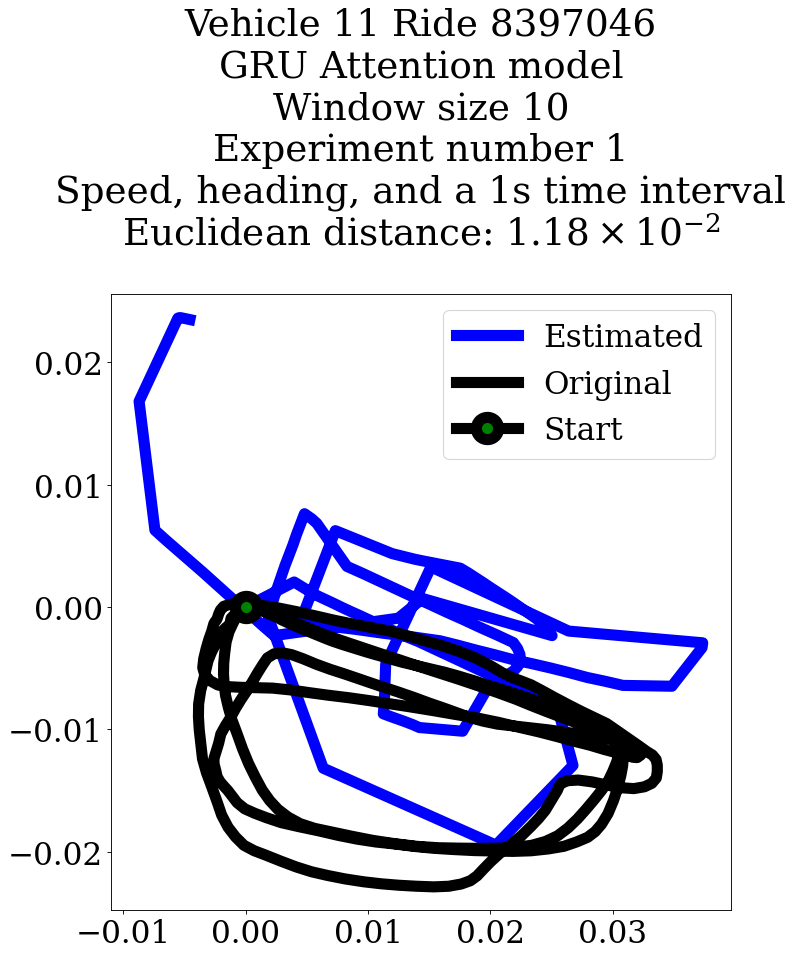 Vehicle 11 Ride 8397046
GRU Attention model
Window size 10
Experiment number 1
Speed, heading, and a 1s time interval
Euclidean distance: 1.18 × 10⁻²
Estimated
Original
Start
0.02
0.01
0.00
−0.01
−0.02
−0.01 0.00 0.01 0.02 0.03